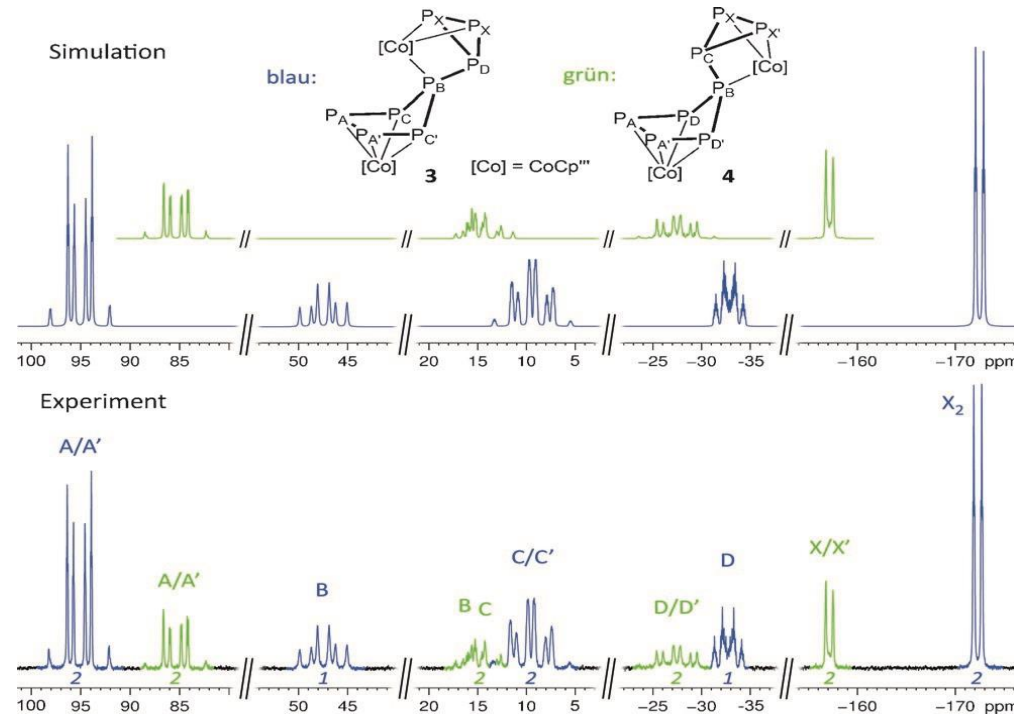 Simulation
blau:
P_X
P_X
[Co]
P_D
P_B
P_A
P_C
P_A'
P_C'
[Co]
3
[Co] = CoCp'''
grün:
P_X
P_X'
P_C
[Co]
P_B
P_D
P_A
P_A'
P_D'
[Co]
4
// // // //
100 95 90 85 // 50 45 // 20 15 10 5 // −25 −30 −35 // −160 −170 ppm
Experiment
X₂
A/A'
A/A'
B
B C
C/C'
D/D'
D
X/X'
2 2 1 2 2 2 1 2 2
100 95 90 85 // 50 45 // 20 15 10 5 // −25 −30 −35 // −160 −170 ppm